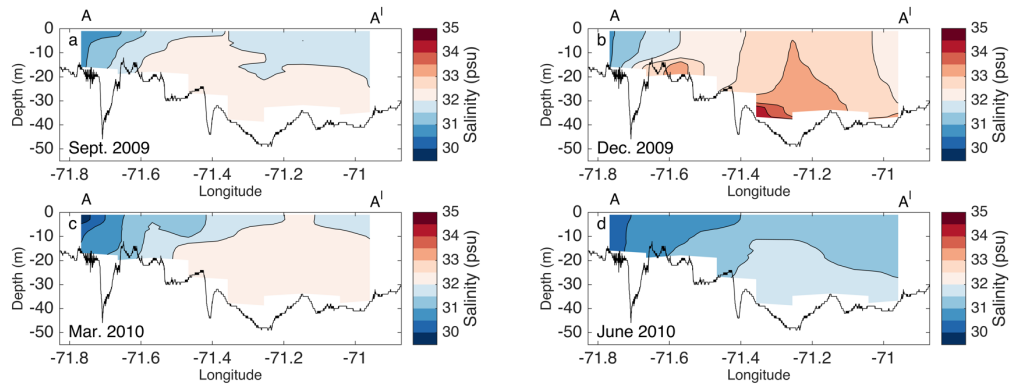 A A|
a
0
-10
-20
-30
-40
-50
Depth (m)
Sept. 2009
-71.8 -71.6 -71.4 -71.2 -71
Longitude
35
34
33
32
31
30
Salinity (psu)
A A|
b
0
-10
-20
-30
-40
-50
Depth (m)
Dec. 2009
-71.8 -71.6 -71.4 -71.2 -71
Longitude
35
34
33
32
31
30
Salinity (psu)
A A|
c
0
-10
-20
-30
-40
-50
Depth (m)
Mar. 2010
-71.8 -71.6 -71.4 -71.2 -71
Longitude
35
34
33
32
31
30
Salinity (psu)
A A|
d
0
-10
-20
-30
-40
-50
Depth (m)
June 2010
-71.8 -71.6 -71.4 -71.2 -71
Longitude
35
34
33
32
31
30
Salinity (psu)